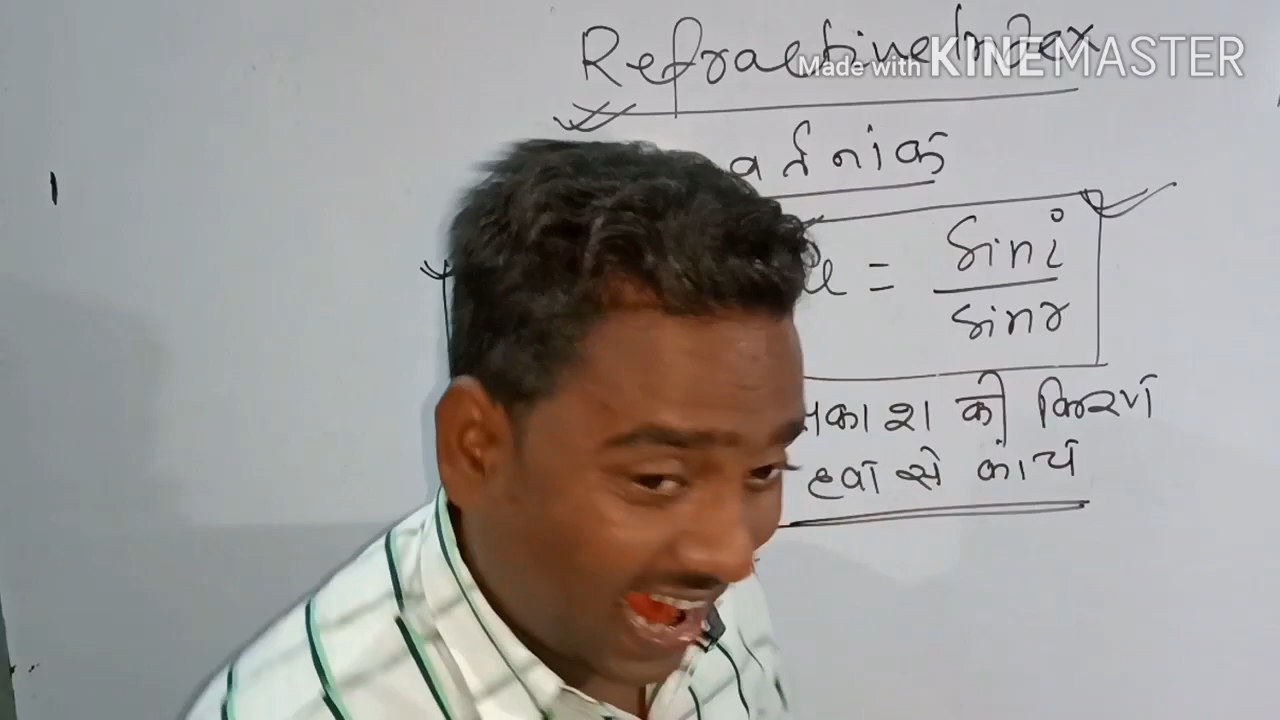 Refractive Index
Made with KINEMASTER
वर्तनांक
μ = Sin i
Sin r
प्रकाश की किरण
हवा से कांच